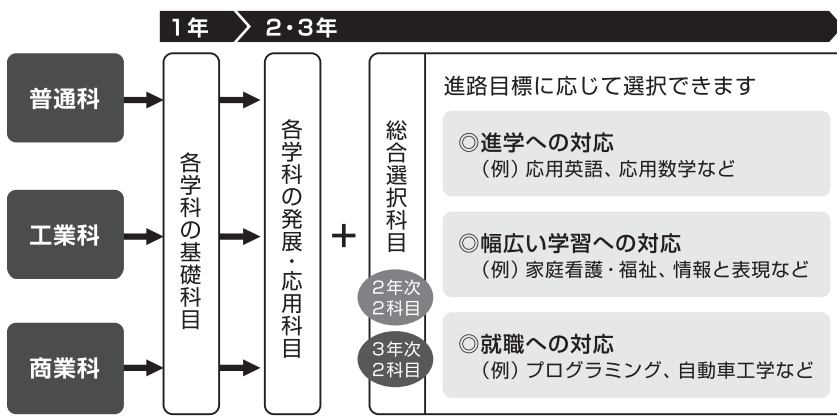 1年
2・3年
普通科
工業科
商業科
各学科の基礎科目
各学科の発展・応用科目
+
総合選択科目
2年次
2科目
3年次
2科目
進路目標に応じて選択できます
◎進学への対応
（例）応用英語、応用数学など
◎幅広い学習への対応
（例）家庭看護・福祉、情報と表現など
◎就職への対応
（例）プログラミング、自動車工学など